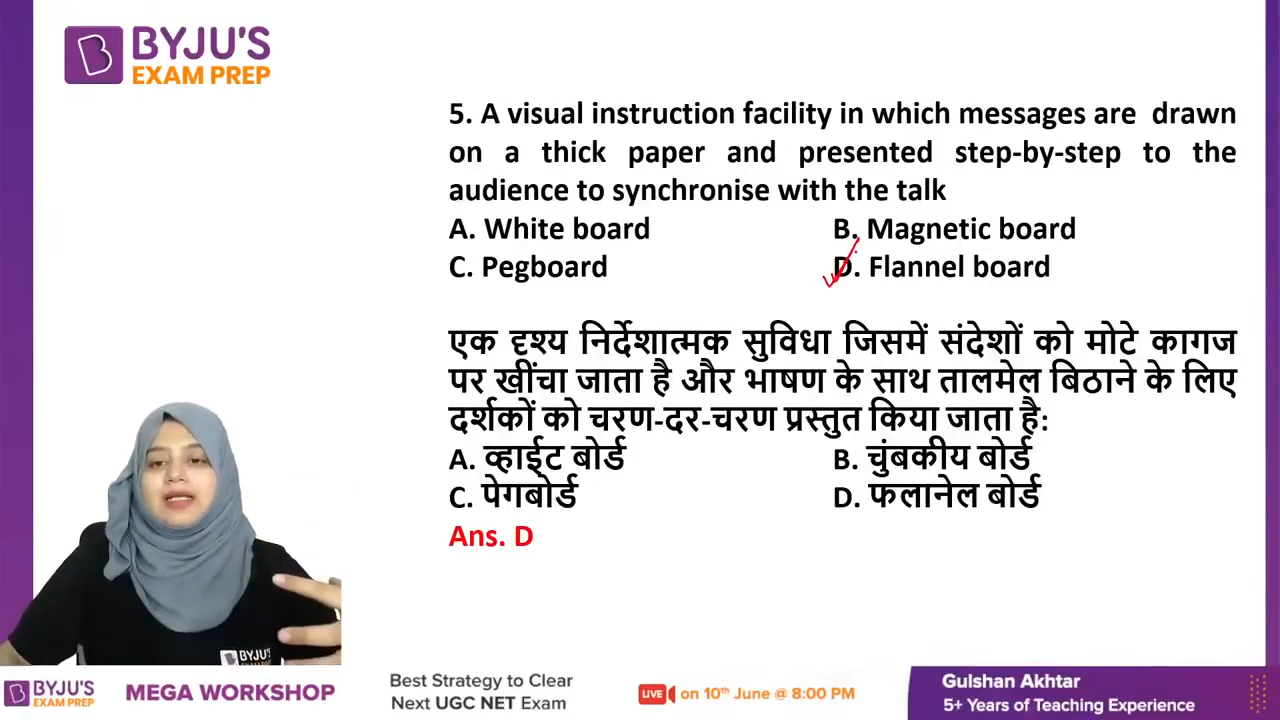 BYJU'S
EXAM PREP
5. A visual instruction facility in which messages are drawn
on a thick paper and presented step-by-step to the
audience to synchronise with the talk
A. White board B. Magnetic board
C. Pegboard D. Flannel board
एक दृश्य निर्देशात्मक सुविधा जिसमें संदेशों को मोटे कागज
पर खींचा जाता है और भाषण के साथ तालमेल बिठाने के लिए
दर्शकों को चरण-दर-चरण प्रस्तुत किया जाता है:
A. व्हाईट बोर्ड B. चुंबकीय बोर्ड
C. पेगबोर्ड D. फलानेल बोर्ड
Ans. D
BYJU'S
EXAM PREP
BYJU'S
EXAM PREP
MEGA WORKSHOP
Best Strategy to Clear
Next UGC NET Exam
LIVE on 10th June @ 8:00 PM
Gulshan Akhtar
5+ Years of Teaching Experience